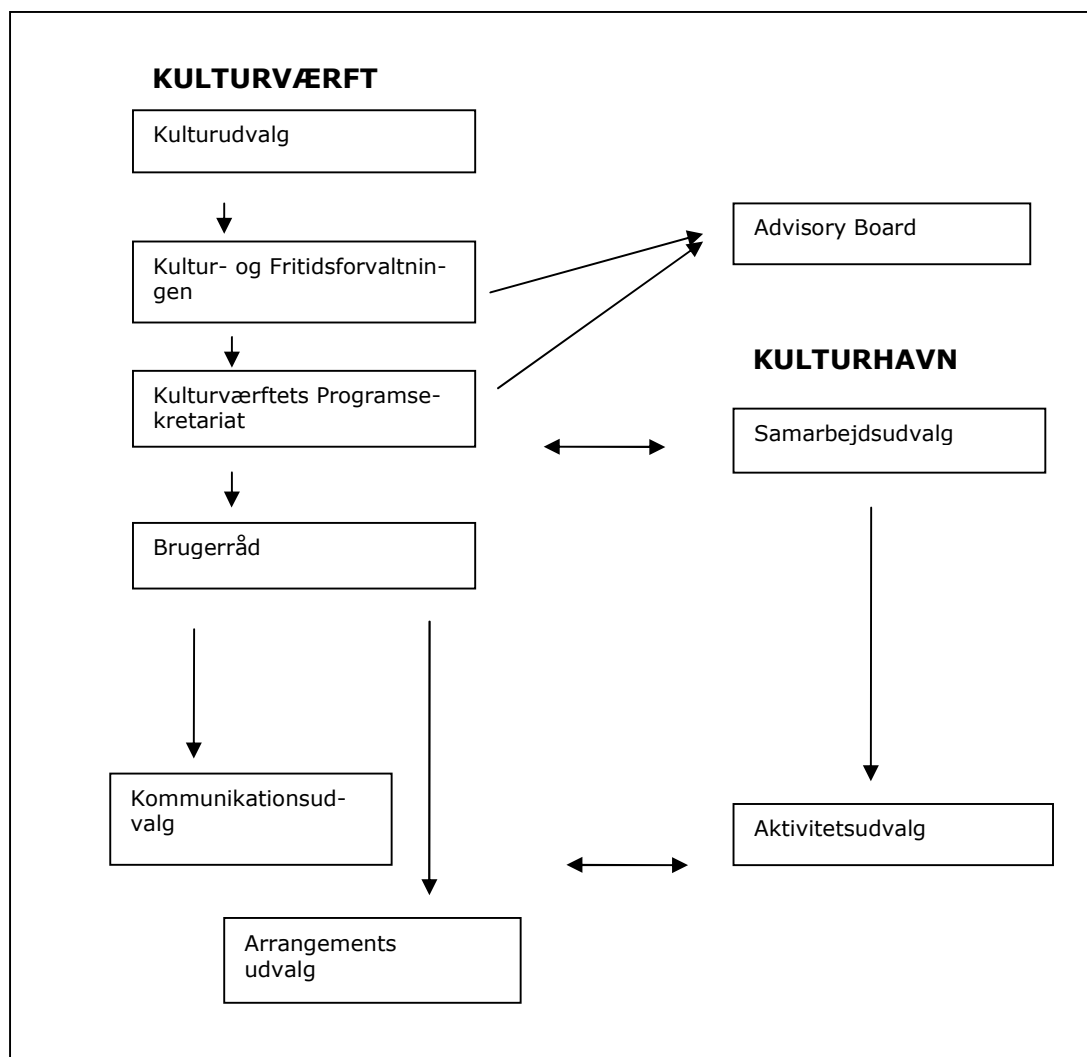 KULTURVÆRFT
Kulturudvalg
Kultur- og Fritidsforvaltnin-
gen
Kulturværftets Programse-
kretariat
Brugerråd
Kommunikationsud-
valg
Arrangements
udvalg
Advisory Board
KULTURHAVN
Samarbejdsudvalg
Aktivitetsudvalg